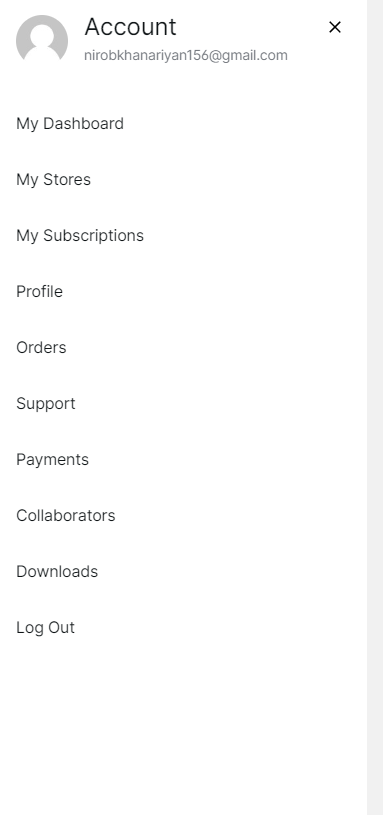 Account
nirobkhanariyan156@gmail.com
My Dashboard
My Stores
My Subscriptions
Profile
Orders
Support
Payments
Collaborators
Downloads
Log Out